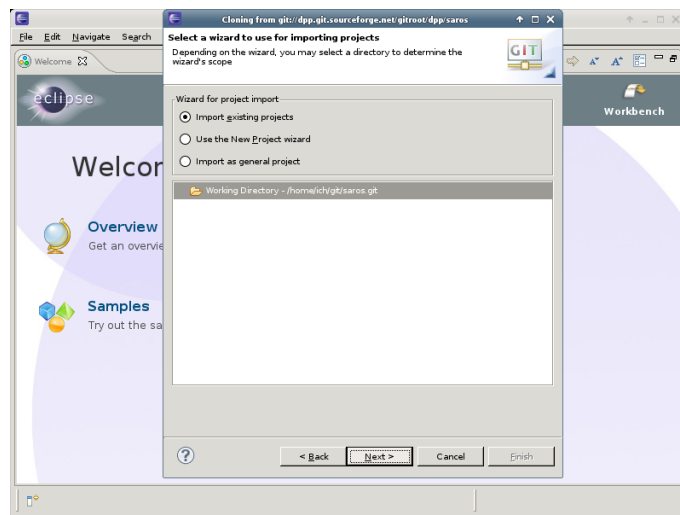 Cloning from git://dpp.git.sourceforge.net/gitroot/dpp/saros
File Edit Navigate Search
Select a wizard to use for importing projects
Depending on the wizard, you may select a directory to determine the
wizard's scope
GIT
Welcome
eclipse
Workbench
Wizard for project import
Import existing projects
Use the New Project wizard
Import as general project
Welcor
Working Directory - /home/ich/git/saros.git
Overview
Get an overvie
Samples
Try out the sa
?
< Back
Next >
Cancel
Finish